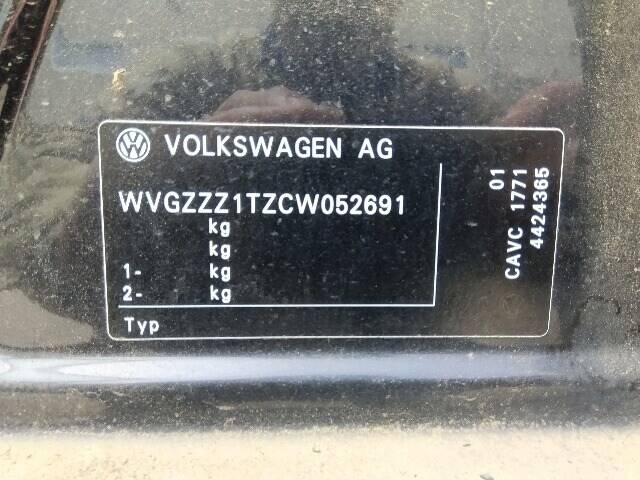 VOLKSWAGEN AG
WVGZZZ1TZCW052691
kg
kg
1- kg
2- kg
Typ
01
CAVC 1771
4424365